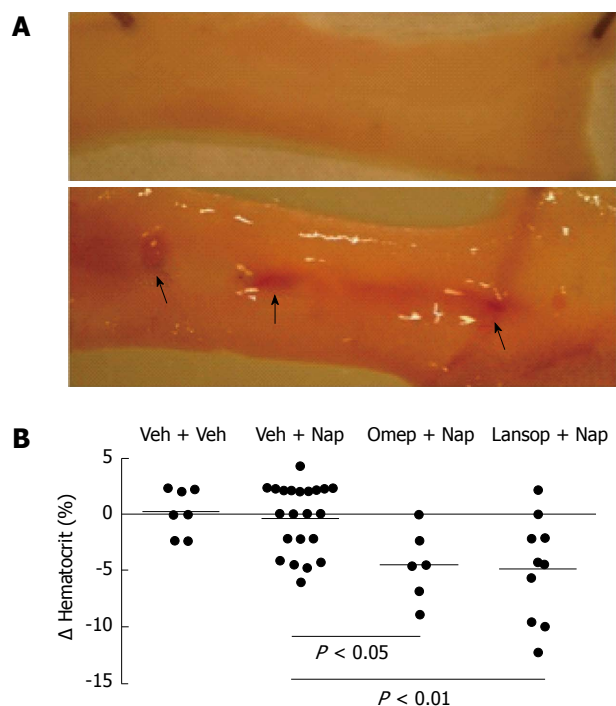 A
B
Veh + Veh Veh + Nap Omep + Nap Lansop + Nap
Δ Hematocrit (%)
5
0
-5
-10
-15
P < 0.05
P < 0.01